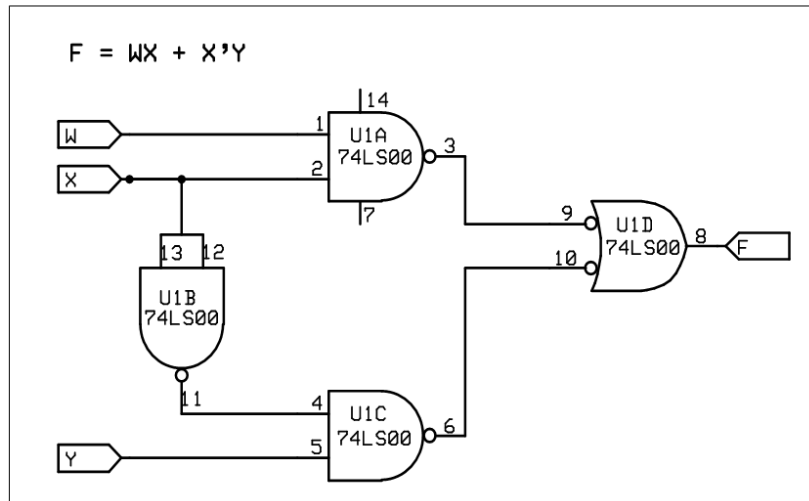 F = WX + X'Y
14
W
1
U1A
3
74LS00
X
2
7
9
U1D
8
F
74LS00
13
12
10
U1B
74LS00
11
4
U1C
6
74LS00
Y
5